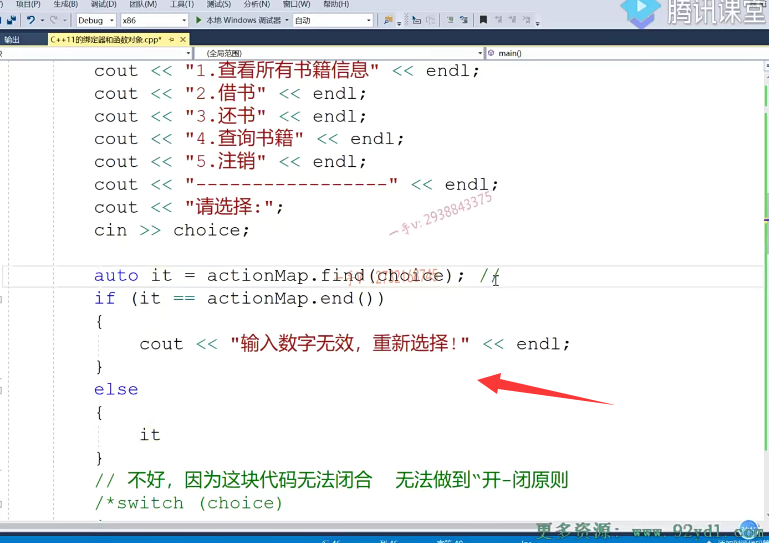 项目(P) 生成(B) 调试(D) 团队(M) 工具(T) 测试(S) 分析(N) 窗口(W) 帮助(H)
腾讯课堂
Debug x86 本地 Windows 调试器 自动
输出 C++11的绑定器和函数对象.cpp*
(全局范围) main()
cout << "1.查看所有书籍信息" << endl;
cout << "2.借书" << endl;
cout << "3.还书" << endl;
cout << "4.查询书籍" << endl;
cout << "5.注销" << endl;
cout << "-----------------" << endl;
cout << "请选择:";
一手v: 2938843375
cin >> choice;
auto it = actionMap.find(choice); //
if (it == actionMap.end())
{
cout << "输入数字无效，重新选择!" << endl;
}
else
{
it
}
// 不好，因为这块代码无法闭合 无法做到“开-闭原则
/*switch (choice)
更多资源: www.92xdl.com